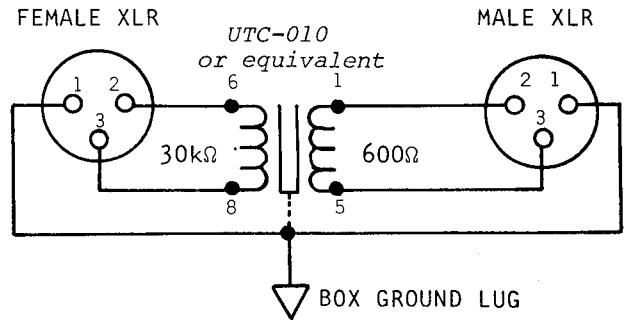 FEMALE XLR
MALE XLR
UTC-010
or equivalent
1
2
3
6
8
30kΩ
1
5
600Ω
2
1
3
BOX GROUND LUG